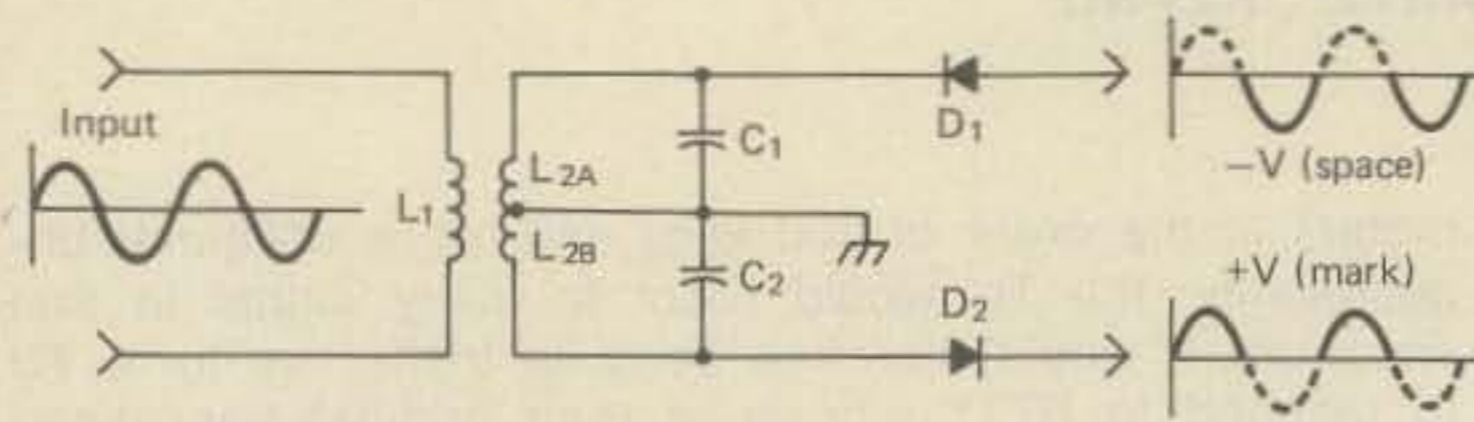 Input
L1
L2A
L2B
C1
C2
D1
D2
−V (space)
+V (mark)